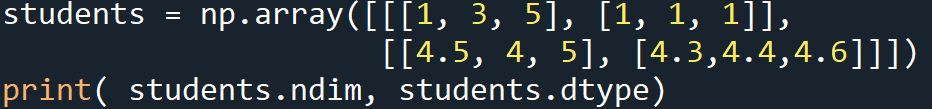 students = np.array([[[1, 3, 5], [1, 1, 1]],
[[4.5, 4, 5], [4.3,4.4,4.6]]])
print( students.ndim, students.dtype)